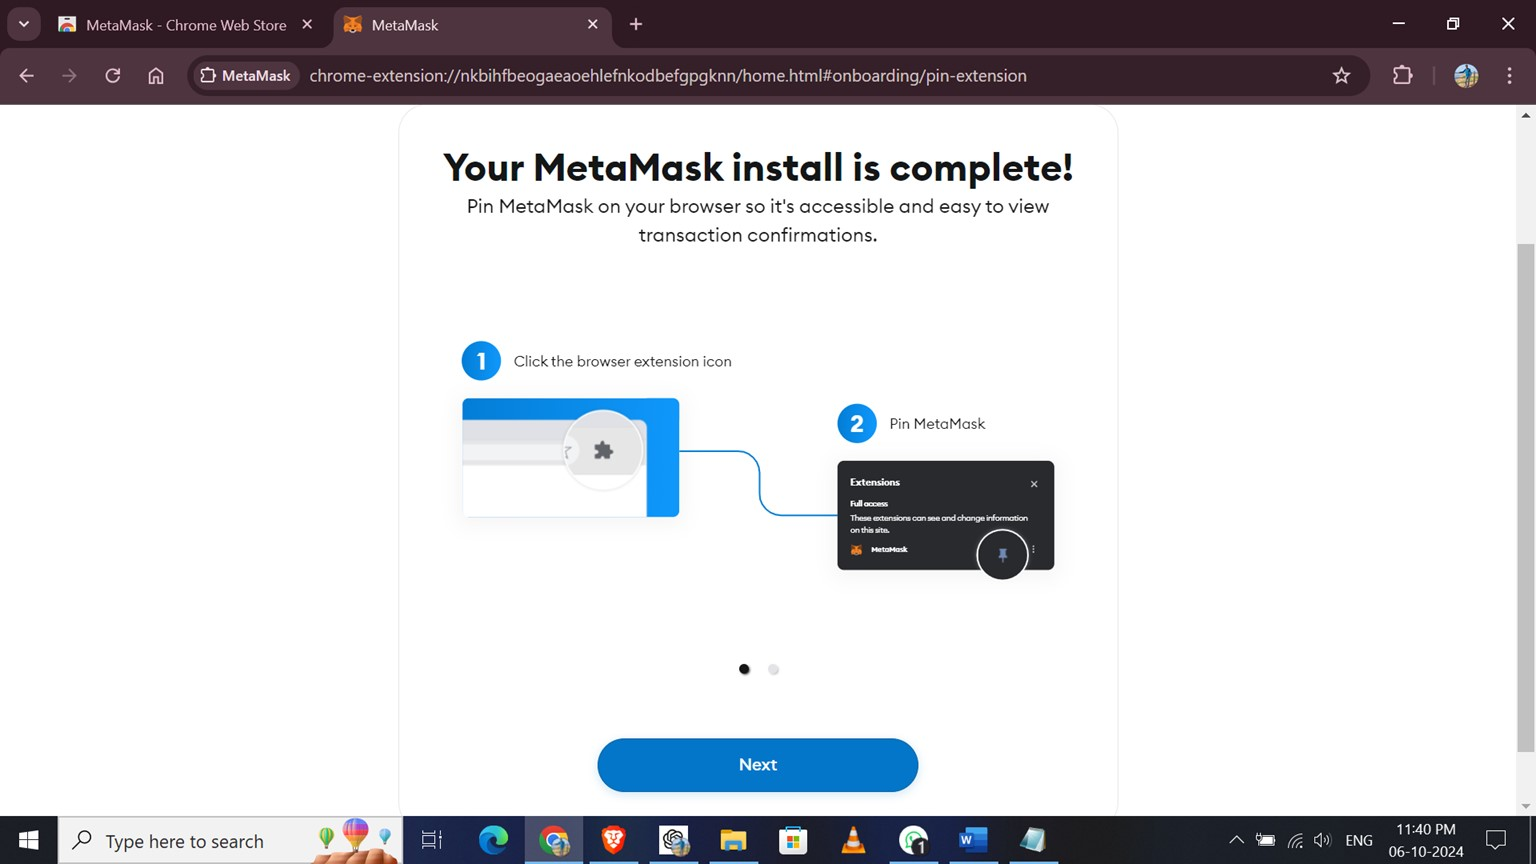 MetaMask - Chrome Web Store
MetaMask
MetaMask
chrome-extension://nkbihfbeogaeaoehlefnkodbefgpgknn/home.html#onboarding/pin-extension
Your MetaMask install is complete!
Pin MetaMask on your browser so it's accessible and easy to view
transaction confirmations.
1 Click the browser extension icon
2 Pin MetaMask
Extensions
Full access
These extensions can see and change information
on this site.
MetaMask
Next
Type here to search
1
W
ENG
11:40 PM
06-10-2024